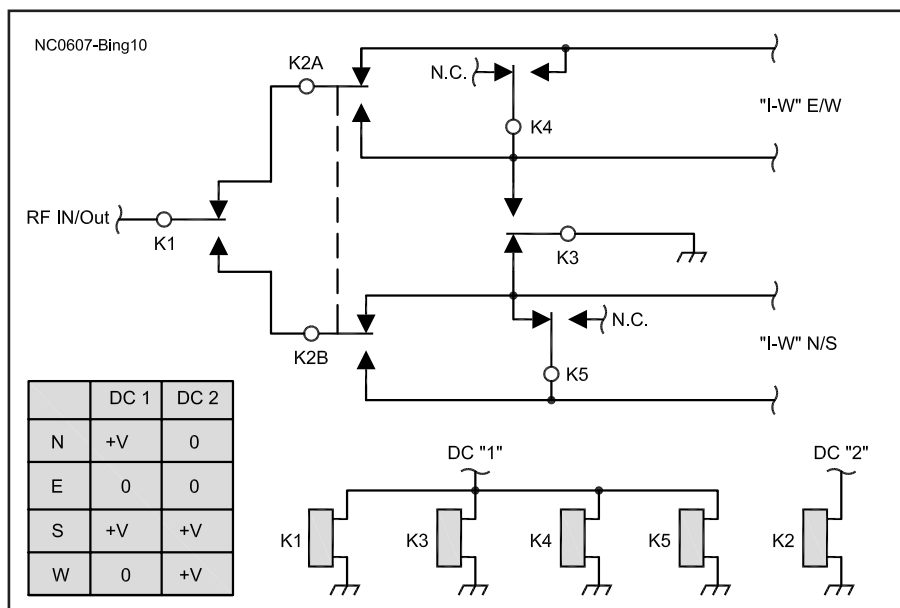 NC0607-Bing10
K2A
N.C.
K4
"I-W" E/W
RF IN/Out
K1
K3
K2B
N.C.
K5
"I-W" N/S
DC 1 DC 2
N +V 0
E 0 0
S +V +V
W 0 +V
DC "1"
DC "2"
K1
K3
K4
K5
K2